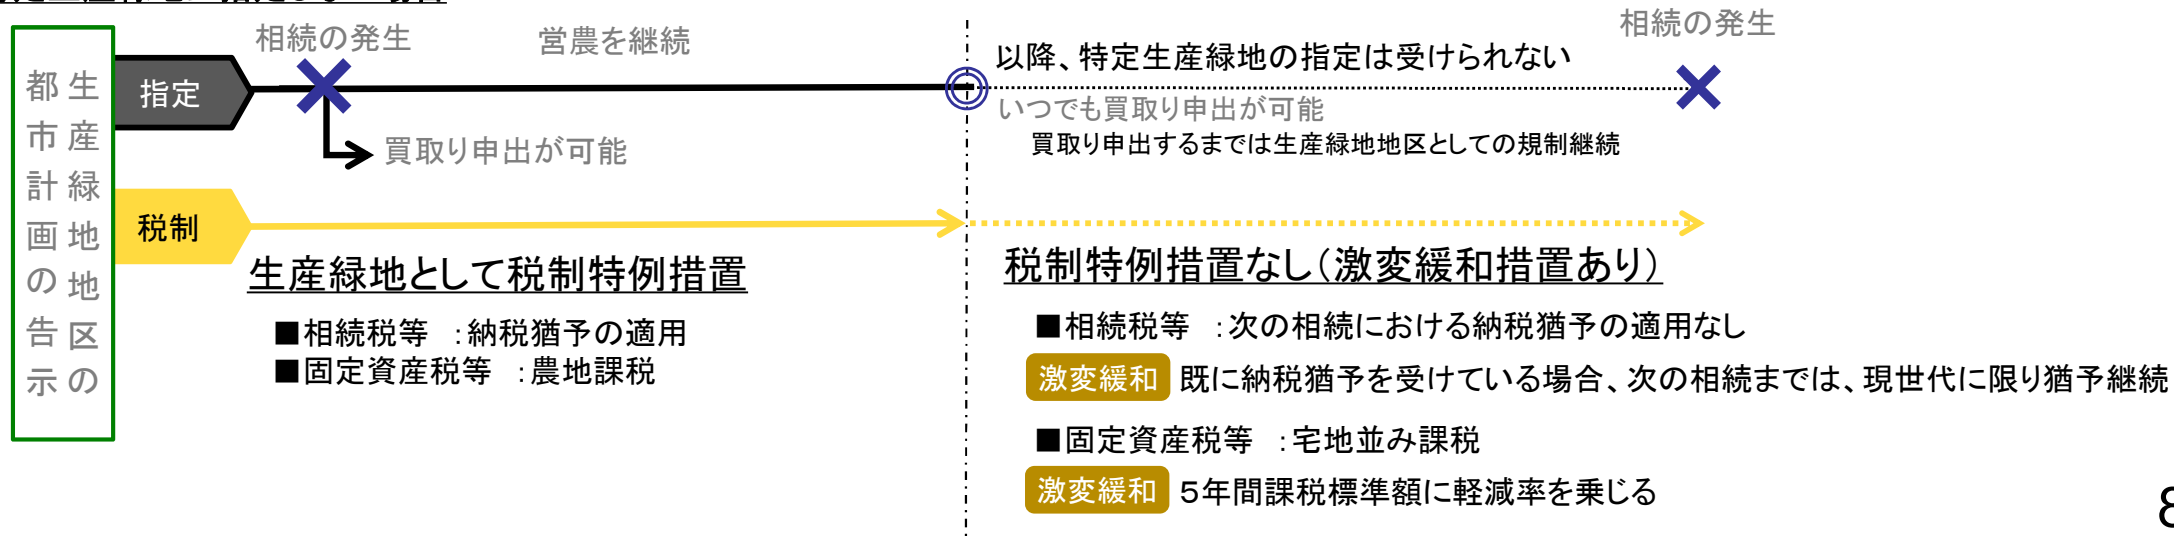 相続の発生
営農を継続
相続の発生
以降、特定生産緑地の指定は受けられない
指定
いつでも買取り申出が可能
買取り申出するまでは生産緑地地区としての規制継続
買取り申出が可能
生産緑地地区の
都市計画の告示
税制
生産緑地として税制特例措置
■相続税等 :納税猶予の適用
■固定資産税等 :農地課税
税制特例措置なし(激変緩和措置あり)
■相続税等 :次の相続における納税猶予の適用なし
激変緩和 既に納税猶予を受けている場合、次の相続までは、現世代に限り猶予継続
■固定資産税等 :宅地並み課税
激変緩和 5年間課税標準額に軽減率を乗じる